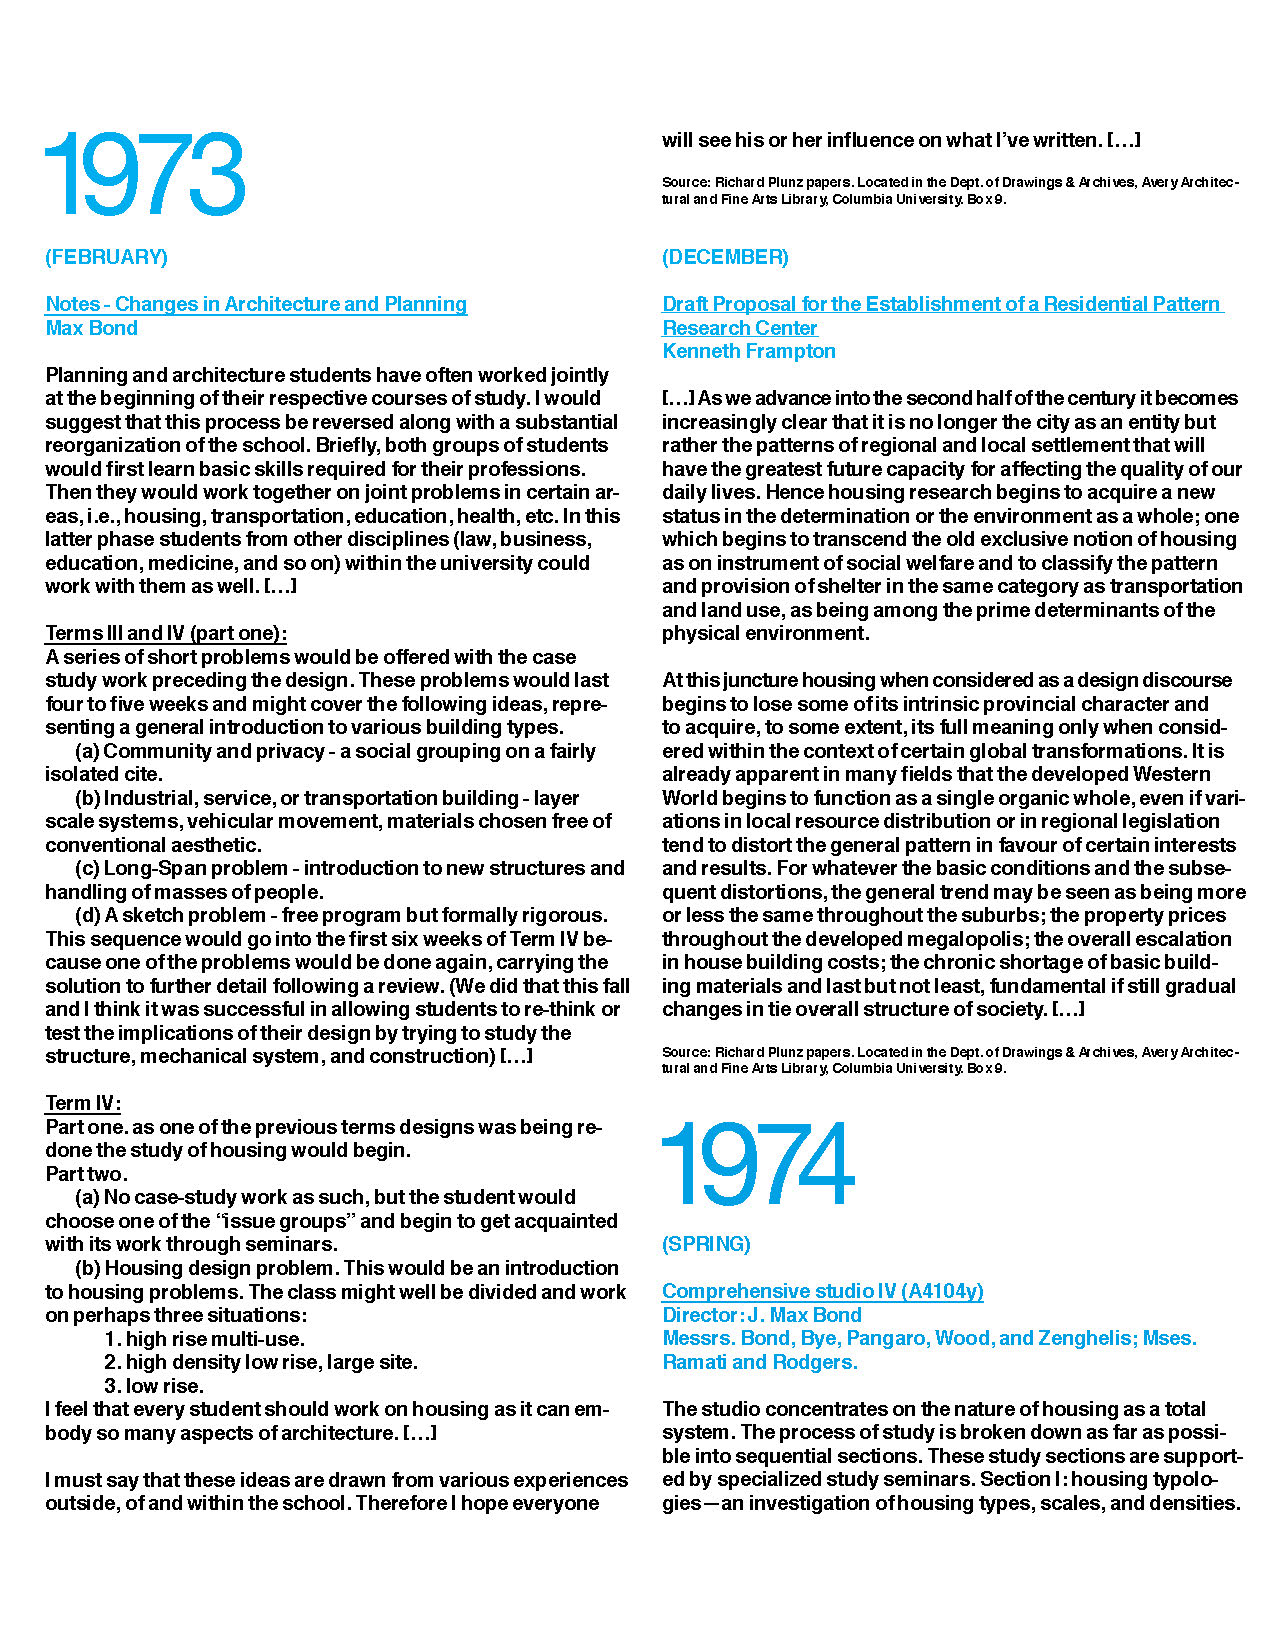 1973
(FEBRUARY)
Notes - Changes in Architecture and Planning
Max Bond
Planning and architecture students have often worked jointly
at the beginning of their respective courses of study. I would
suggest that this process be reversed along with a substantial
reorganization of the school. Briefly, both groups of students
would first learn basic skills required for their professions.
Then they would work together on joint problems in certain ar-
eas, i.e., housing, transportation, education, health, etc. In this
latter phase students from other disciplines (law, business,
education, medicine, and so on) within the university could
work with them as well. […]
Terms III and IV (part one):
A series of short problems would be offered with the case
study work preceding the design. These problems would last
four to five weeks and might cover the following ideas, repre-
senting a general introduction to various building types.
(a) Community and privacy - a social grouping on a fairly
isolated cite.
(b) Industrial, service, or transportation building - layer
scale systems, vehicular movement, materials chosen free of
conventional aesthetic.
(c) Long-Span problem - introduction to new structures and
handling of masses of people.
(d) A sketch problem - free program but formally rigorous.
This sequence would go into the first six weeks of Term IV be-
cause one of the problems would be done again, carrying the
solution to further detail following a review. (We did that this fall
and I think it was successful in allowing students to re-think or
test the implications of their design by trying to study the
structure, mechanical system, and construction) […]
Term IV:
Part one. as one of the previous terms designs was being re-
done the study of housing would begin.
Part two.
(a) No case-study work as such, but the student would
choose one of the “issue groups” and begin to get acquainted
with its work through seminars.
(b) Housing design problem. This would be an introduction
to housing problems. The class might well be divided and work
on perhaps three situations:
1. high rise multi-use.
2. high density low rise, large site.
3. low rise.
I feel that every student should work on housing as it can em-
body so many aspects of architecture. […]
I must say that these ideas are drawn from various experiences
outside, of and within the school. Therefore I hope everyone
will see his or her influence on what I’ve written. […]
Source: Richard Plunz papers. Located in the Dept. of Drawings & Archives, Avery Architec-
tural and Fine Arts Library, Columbia University. Box 9.
(DECEMBER)
Draft Proposal for the Establishment of a Residential Pattern
Research Center
Kenneth Frampton
[…] As we advance into the second half of the century it becomes
increasingly clear that it is no longer the city as an entity but
rather the patterns of regional and local settlement that will
have the greatest future capacity for affecting the quality of our
daily lives. Hence housing research begins to acquire a new
status in the determination or the environment as a whole; one
which begins to transcend the old exclusive notion of housing
as on instrument of social welfare and to classify the pattern
and provision of shelter in the same category as transportation
and land use, as being among the prime determinants of the
physical environment.
At this juncture housing when considered as a design discourse
begins to lose some of its intrinsic provincial character and
to acquire, to some extent, its full meaning only when consid-
ered within the context of certain global transformations. It is
already apparent in many fields that the developed Western
World begins to function as a single organic whole, even if vari-
ations in local resource distribution or in regional legislation
tend to distort the general pattern in favour of certain interests
and results. For whatever the basic conditions and the subse-
quent distortions, the general trend may be seen as being more
or less the same throughout the suburbs; the property prices
throughout the developed megalopolis; the overall escalation
in house building costs; the chronic shortage of basic build-
ing materials and last but not least, fundamental if still gradual
changes in tie overall structure of society. […]
Source: Richard Plunz papers. Located in the Dept. of Drawings & Archives, Avery Architec-
tural and Fine Arts Library, Columbia University. Box 9.
1974
(SPRING)
Comprehensive studio IV (A4104y)
Director: J. Max Bond
Messrs. Bond, Bye, Pangaro, Wood, and Zenghelis; Mses.
Ramati and Rodgers.
The studio concentrates on the nature of housing as a total
system. The process of study is broken down as far as possi-
ble into sequential sections. These study sections are support-
ed by specialized study seminars. Section I: housing typolo-
gies—an investigation of housing types, scales, and densities.